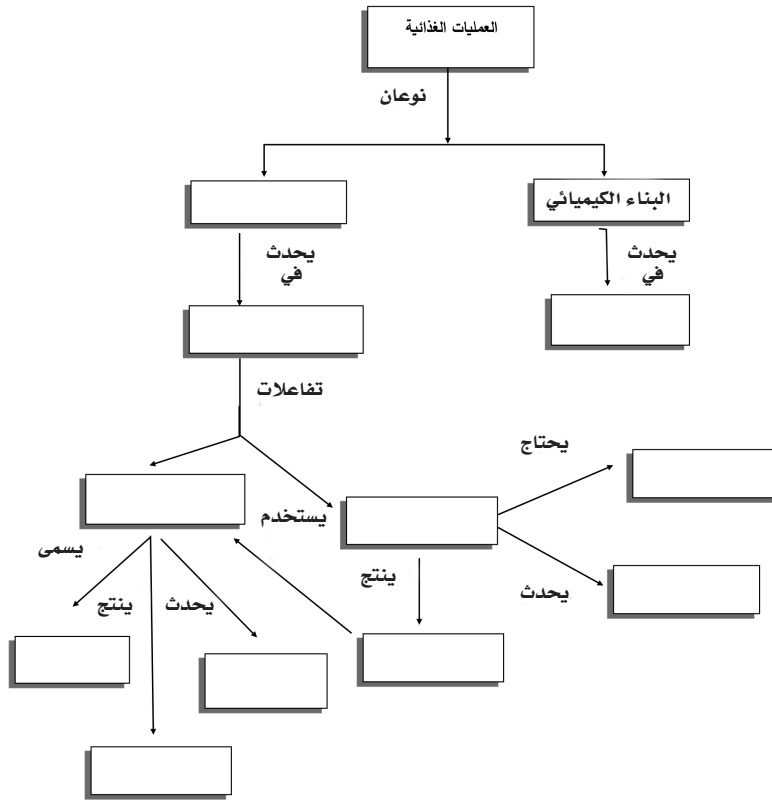 العمليات الغذائية
نوعان
البناء الكيميائي
يحدث
في
يحدث
في
تفاعلات
يحتاج
يستخدم
يسمى
ينتج
يحدث
ينتج
يحدث